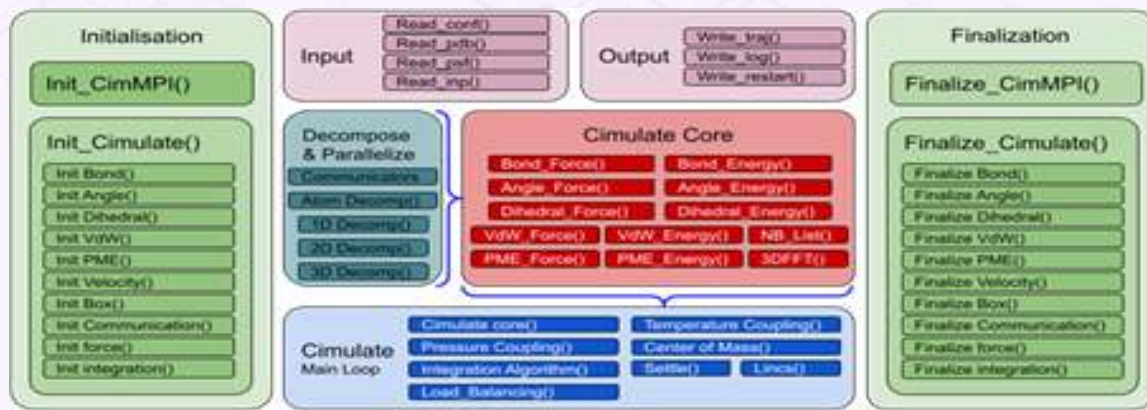 Initialisation
Init_CimMPI()
Init_Cimulate()
Init Bond()
Init Angle()
Init Dihedral()
Init VdW()
Init PME()
Init Velocity()
Init Box()
Init Communication()
Init force()
Init integration()
Input
Read_conf()
Read_pdb()
Read_psf()
Read_inp()
Output
Write_traj()
Write_log()
Write_restart()
Decompose
& Parallelize
Communicators
Atom Decomp()
1D Decomp()
2D Decomp()
3D Decomp()
Cimulate Core
Bond_Force() Bond_Energy()
Angle_Force() Angle_Energy()
Dihedral_Force() Dihedral_Energy()
VdW_Force() VdW_Energy() NB_List()
PME_Force() PME_Energy() 3DFFT()
Cimulate
Main Loop
Cimulate core() Temperature Coupling()
Pressure Coupling() Center of Mass()
Integration Algorithm() Settle() Lincs()
Load_Balancing()
Finalization
Finalize_CimMPI()
Finalize_Cimulate()
Finalize Bond()
Finalize Angle()
Finalize Dihedral()
Finalize VdW()
Finalize PME()
Finalize Velocity()
Finalize Box()
Finalize Communication()
Finalize force()
Finalize integration()